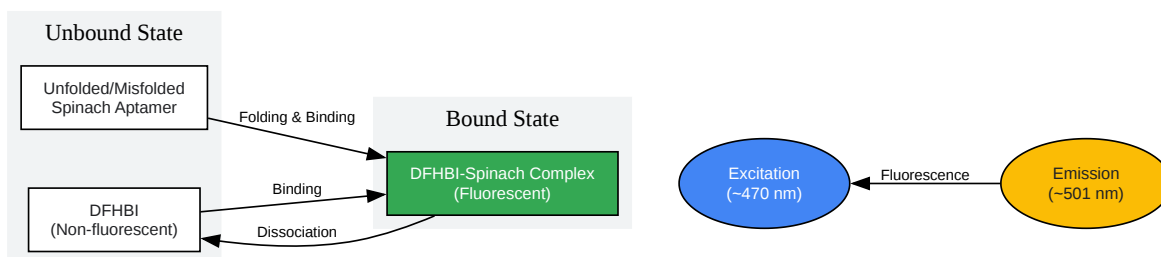 Unbound State
Unfolded/Misfolded
Spinach Aptamer
Folding & Binding
Bound State
DFHBI-Spinach Complex
(Fluorescent)
Binding
DFHBI
(Non-fluorescent)
Dissociation
Excitation
(~470 nm)
Fluorescence
Emission
(~501 nm)